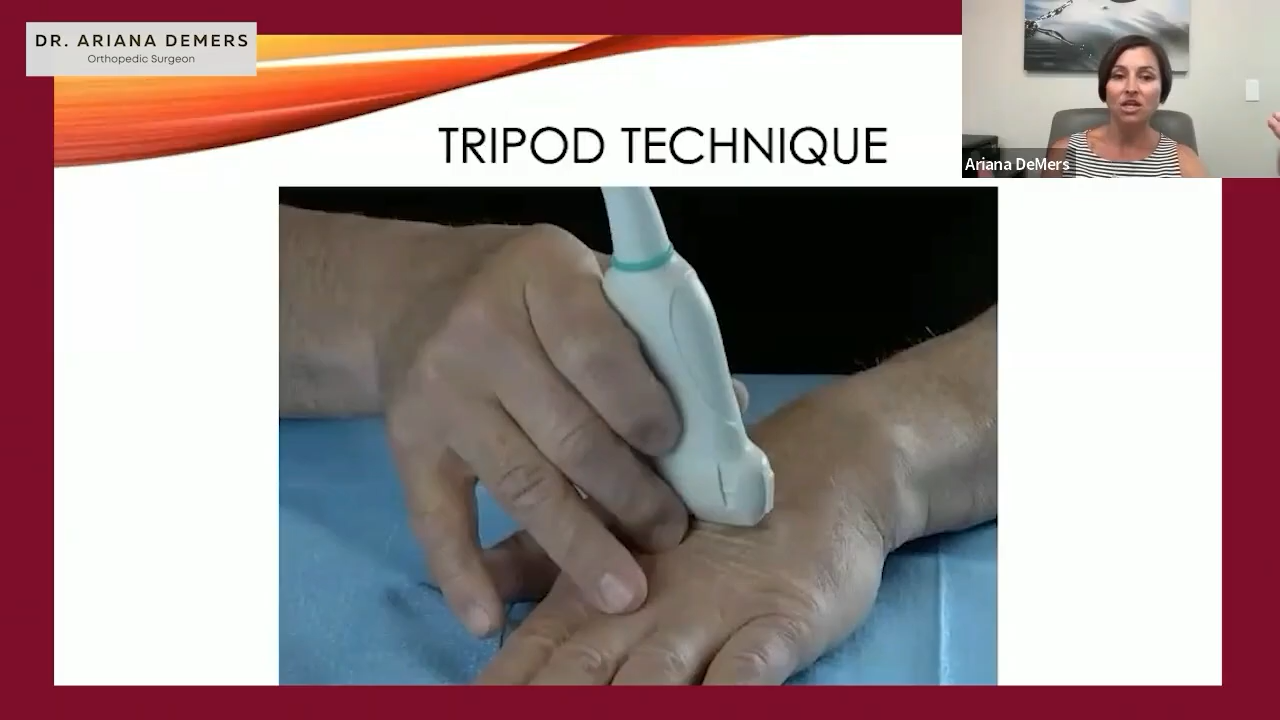 DR. ARIANA DEMERS
Orthopedic Surgeon
TRIPOD TECHNIQUE
Ariana DeMers